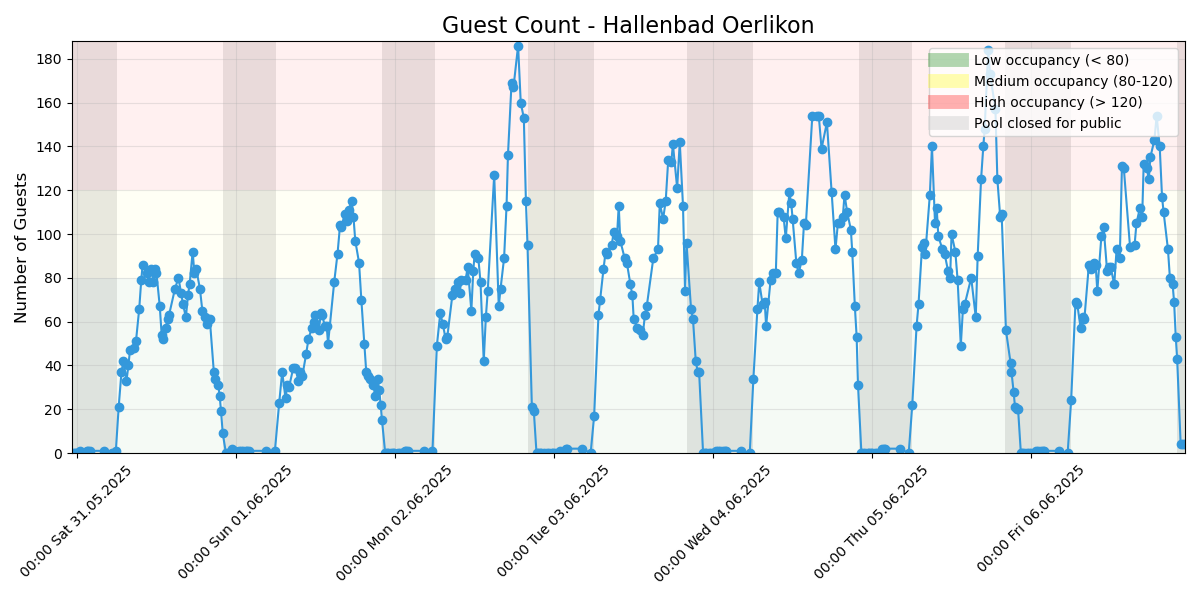 Guest Count - Hallenbad Oerlikon
Number of Guests
180
160
140
120
100
80
60
40
20
0
Low occupancy (< 80)
Medium occupancy (80-120)
High occupancy (> 120)
Pool closed for public
00:00 Sat 31.05.2025
00:00 Sun 01.06.2025
00:00 Mon 02.06.2025
00:00 Tue 03.06.2025
00:00 Wed 04.06.2025
00:00 Thu 05.06.2025
00:00 Fri 06.06.2025